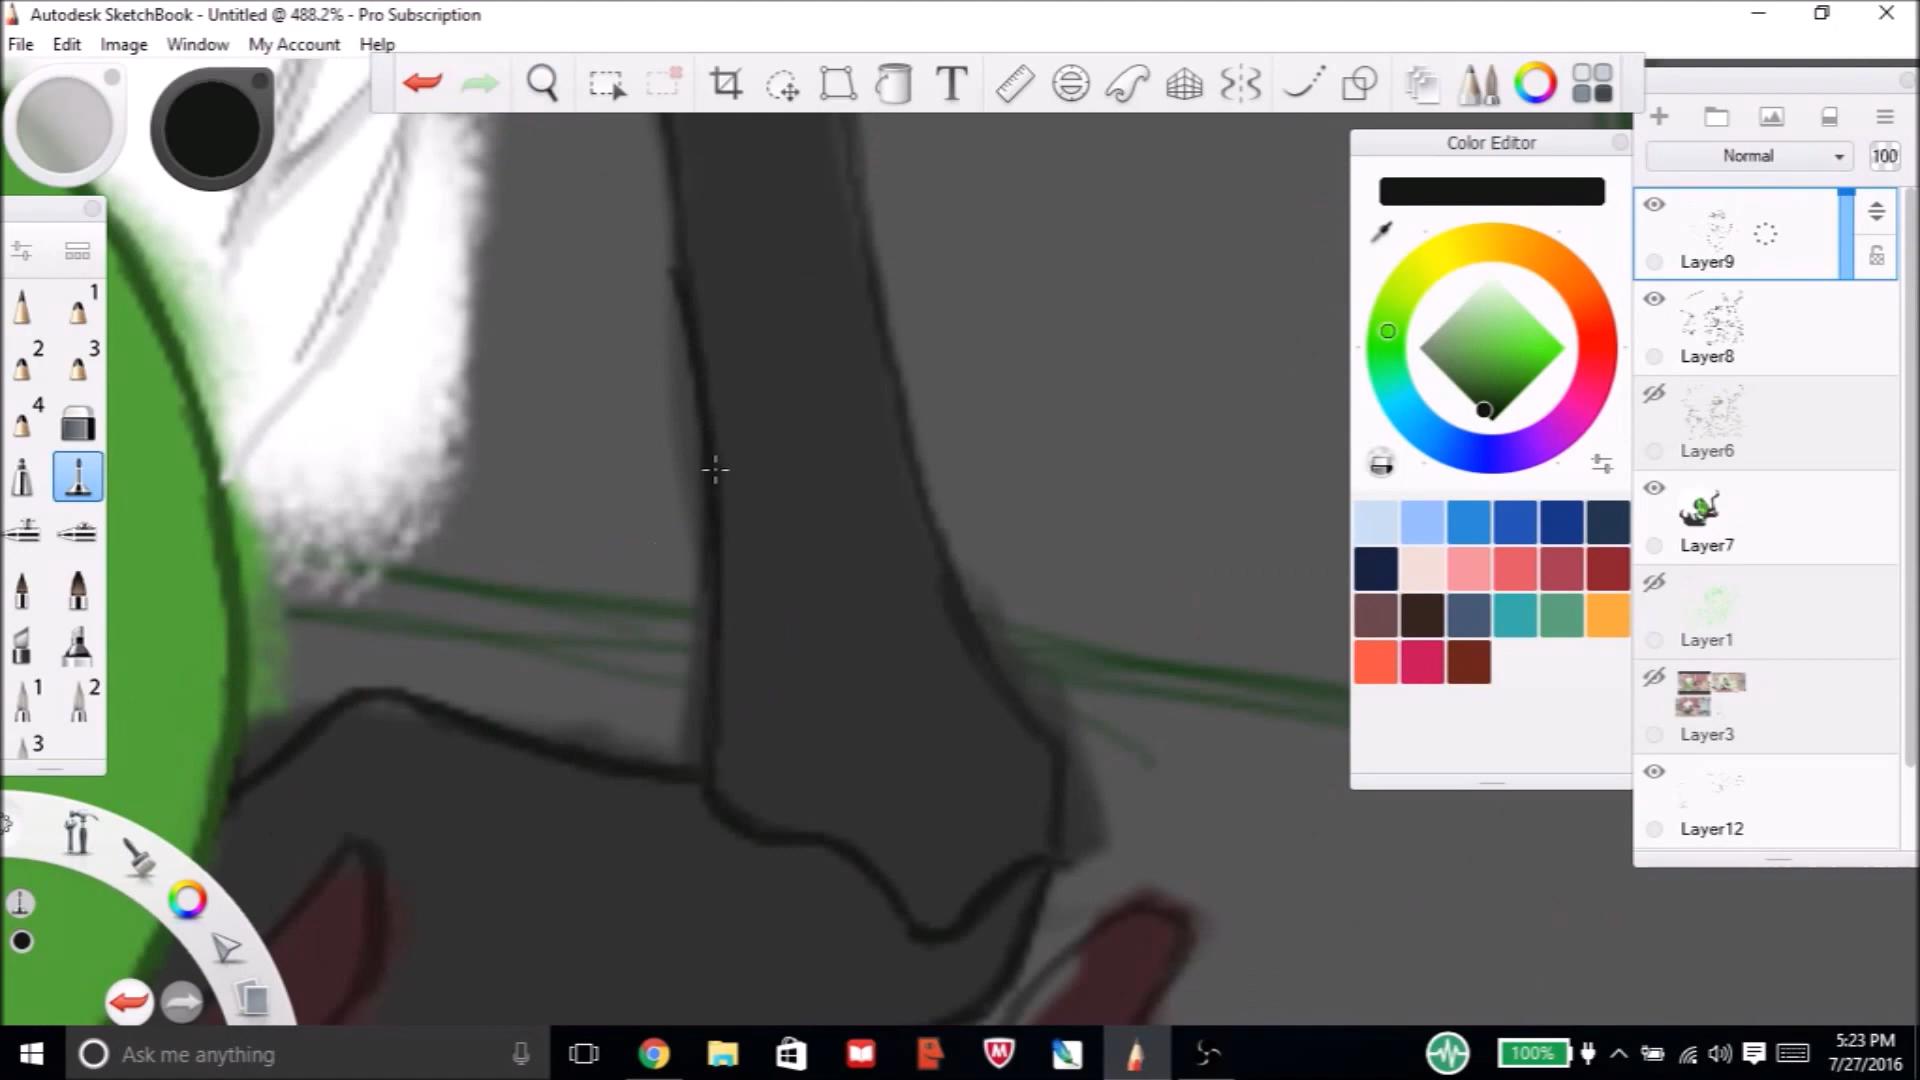 Autodesk SketchBook - Untitled @ 488.2% - Pro Subscription
File Edit Image Window My Account Help
T
Normal 100
Color Editor
Layer9
Layer8
Layer6
Layer7
Layer1
Layer3
Layer12
1
2 3
4
1 2
3
Ask me anything
100%
5:23 PM
7/27/2016